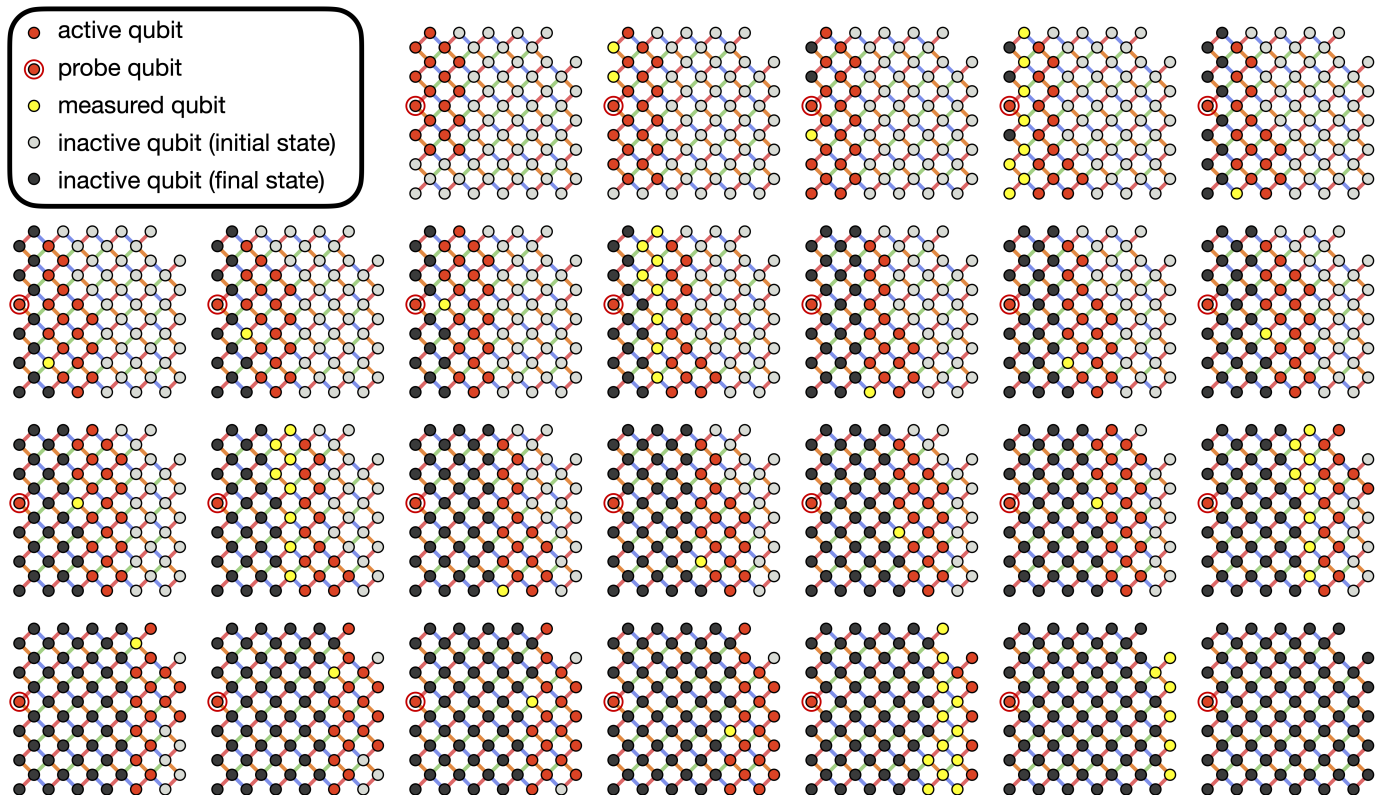 active qubit
probe qubit
measured qubit
inactive qubit (initial state)
inactive qubit (final state)